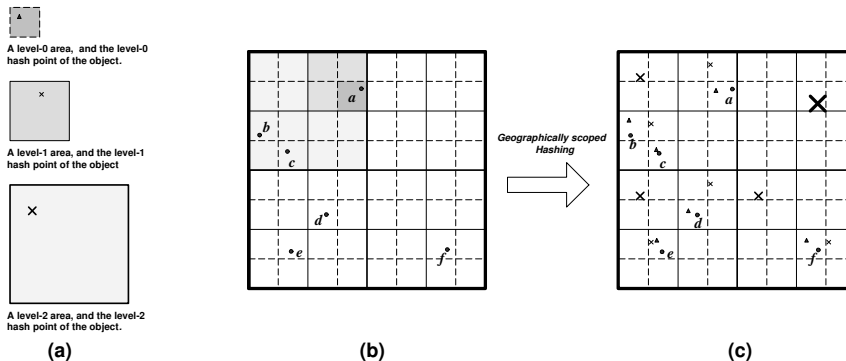 A level-0 area, and the level-0
hash point of the object.
A level-1 area, and the level-1
hash point of the object
A level-2 area, and the level-2
hash point of the object.
(a)
a
b
c
d
e
f
(b)
Geographically scoped
Hashing
a
b
c
d
e
f
(c)